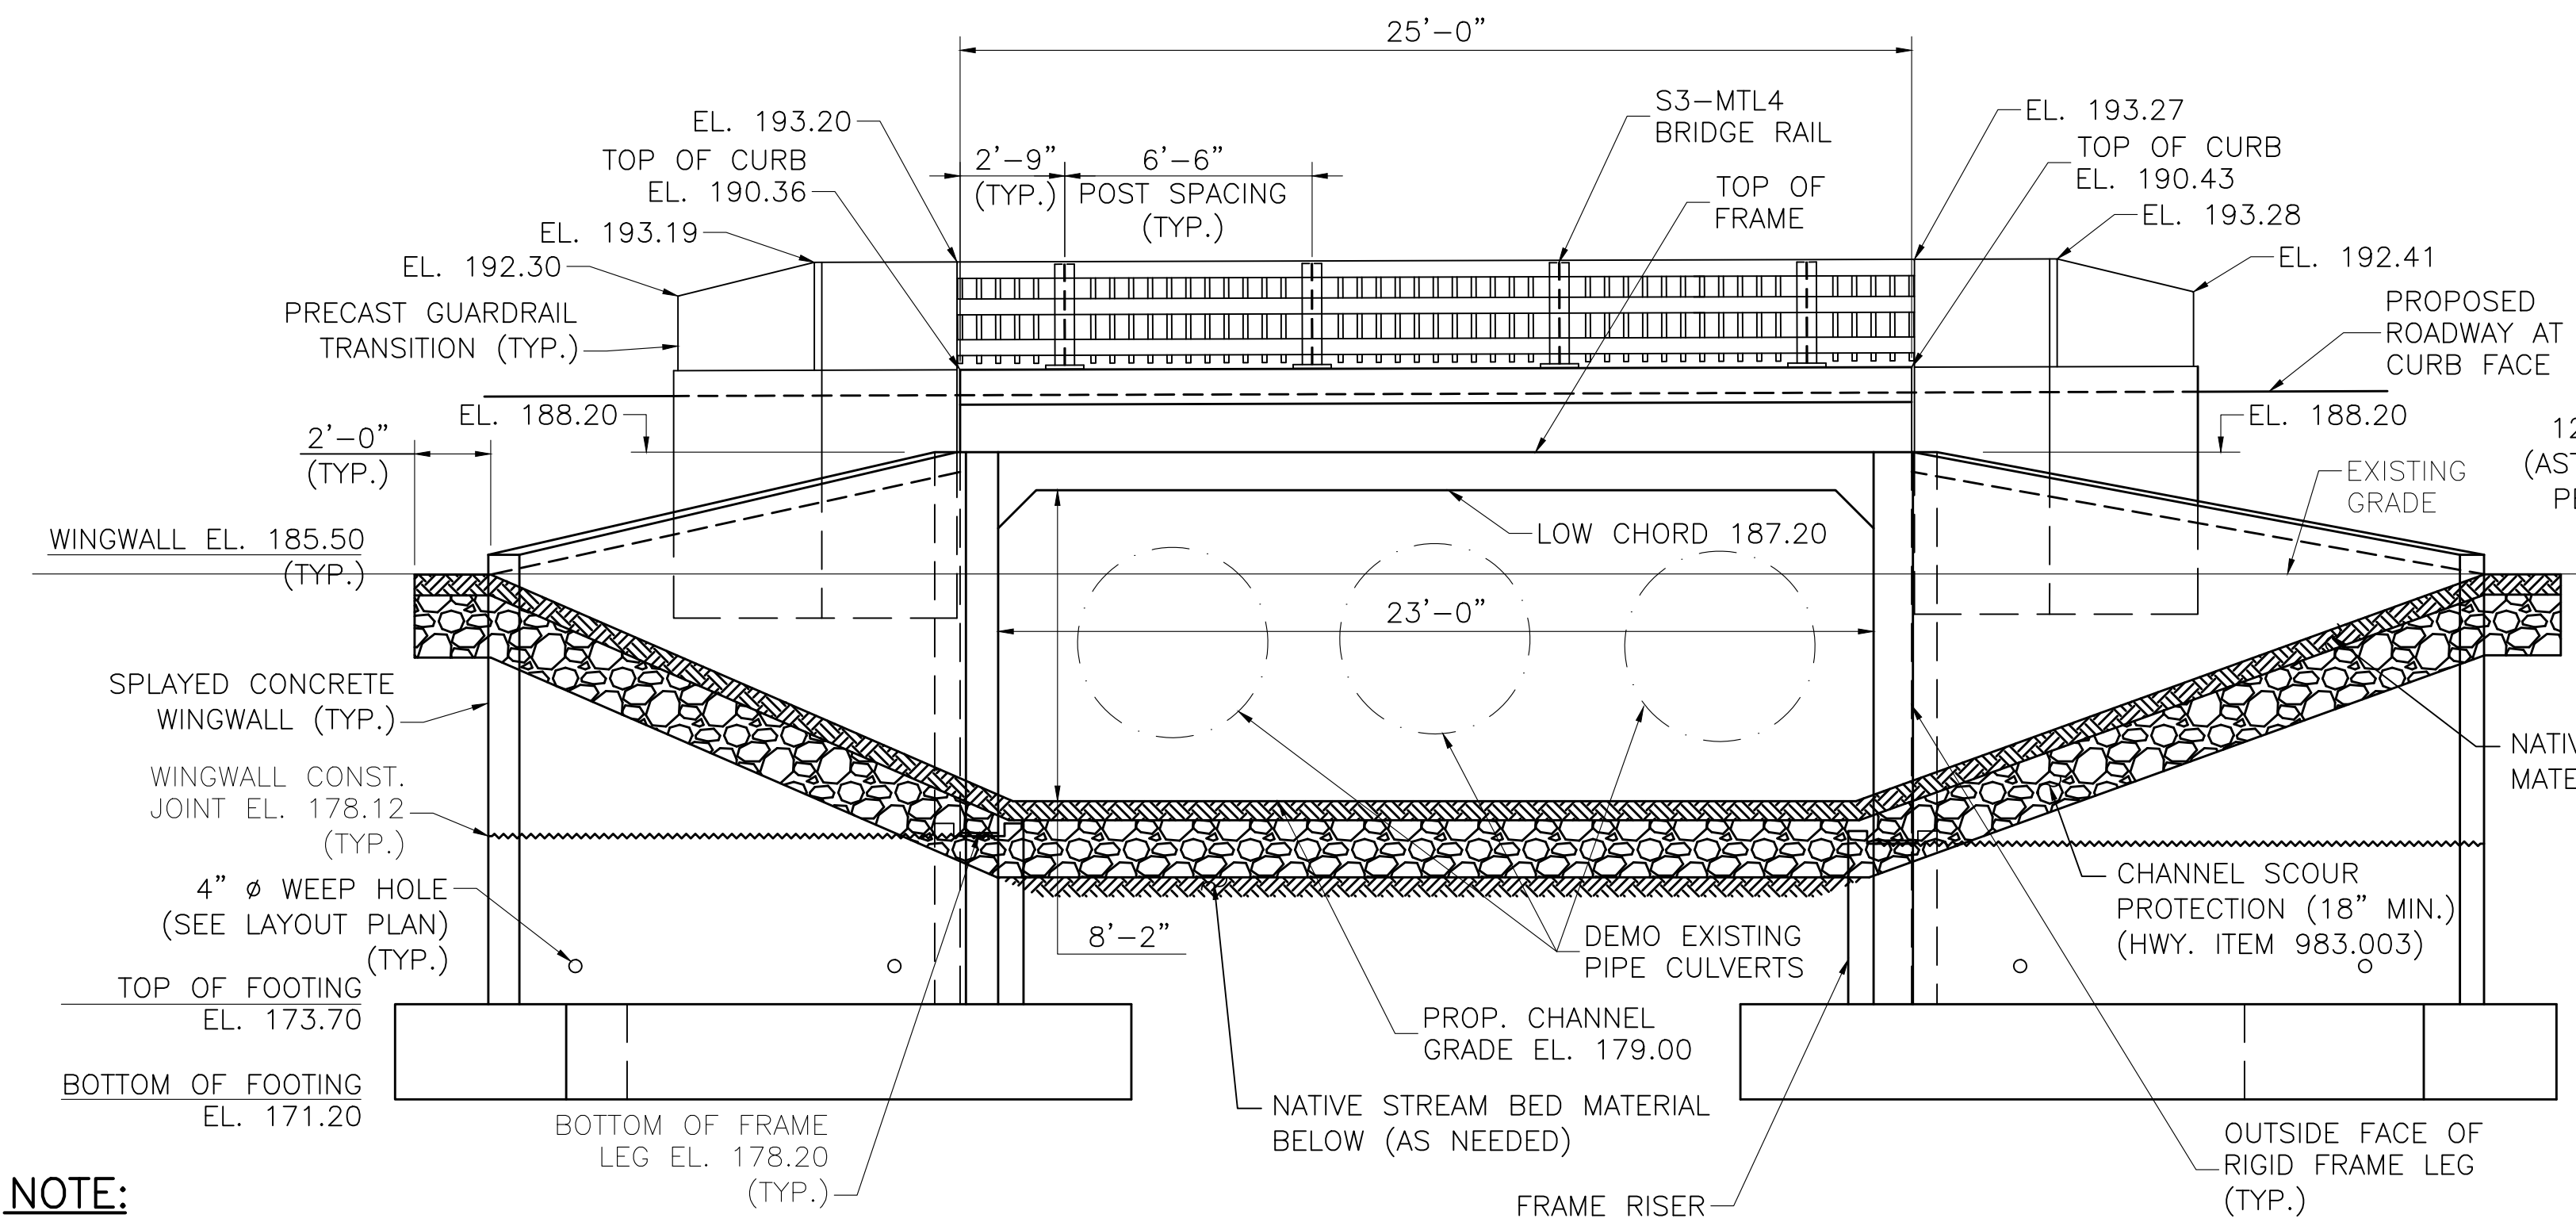 25'-0"
EL. 193.20
TOP OF CURB
EL. 190.36
EL. 193.19
EL. 192.30
PRECAST GUARDRAIL
TRANSITION (TYP.)
2'-9"
(TYP.)
6'-6"
POST SPACING
(TYP.)
S3-MTL4
BRIDGE RAIL
TOP OF
FRAME
EL. 193.27
TOP OF CURB
EL. 190.43
EL. 193.28
EL. 192.41
PROPOSED
ROADWAY AT
CURB FACE
EL. 188.20
EL. 188.20
2'-0"
(TYP.)
12
(AST
PE
EXISTING
GRADE
WINGWALL EL. 185.50
(TYP.)
LOW CHORD 187.20
23'-0"
SPLAYED CONCRETE
WINGWALL (TYP.)
NATIV
MATE
WINGWALL CONST.
JOINT EL. 178.12
(TYP.)
4" ø WEEP HOLE
(SEE LAYOUT PLAN)
(TYP.)
CHANNEL SCOUR
PROTECTION (18" MIN.)
(HWY. ITEM 983.003)
8'-2"
DEMO EXISTING
PIPE CULVERTS
TOP OF FOOTING
EL. 173.70
PROP. CHANNEL
GRADE EL. 179.00
BOTTOM OF FOOTING
EL. 171.20
NATIVE STREAM BED MATERIAL
BELOW (AS NEEDED)
BOTTOM OF FRAME
LEG EL. 178.20
(TYP.)
OUTSIDE FACE OF
RIGID FRAME LEG
(TYP.)
FRAME RISER
NOTE: